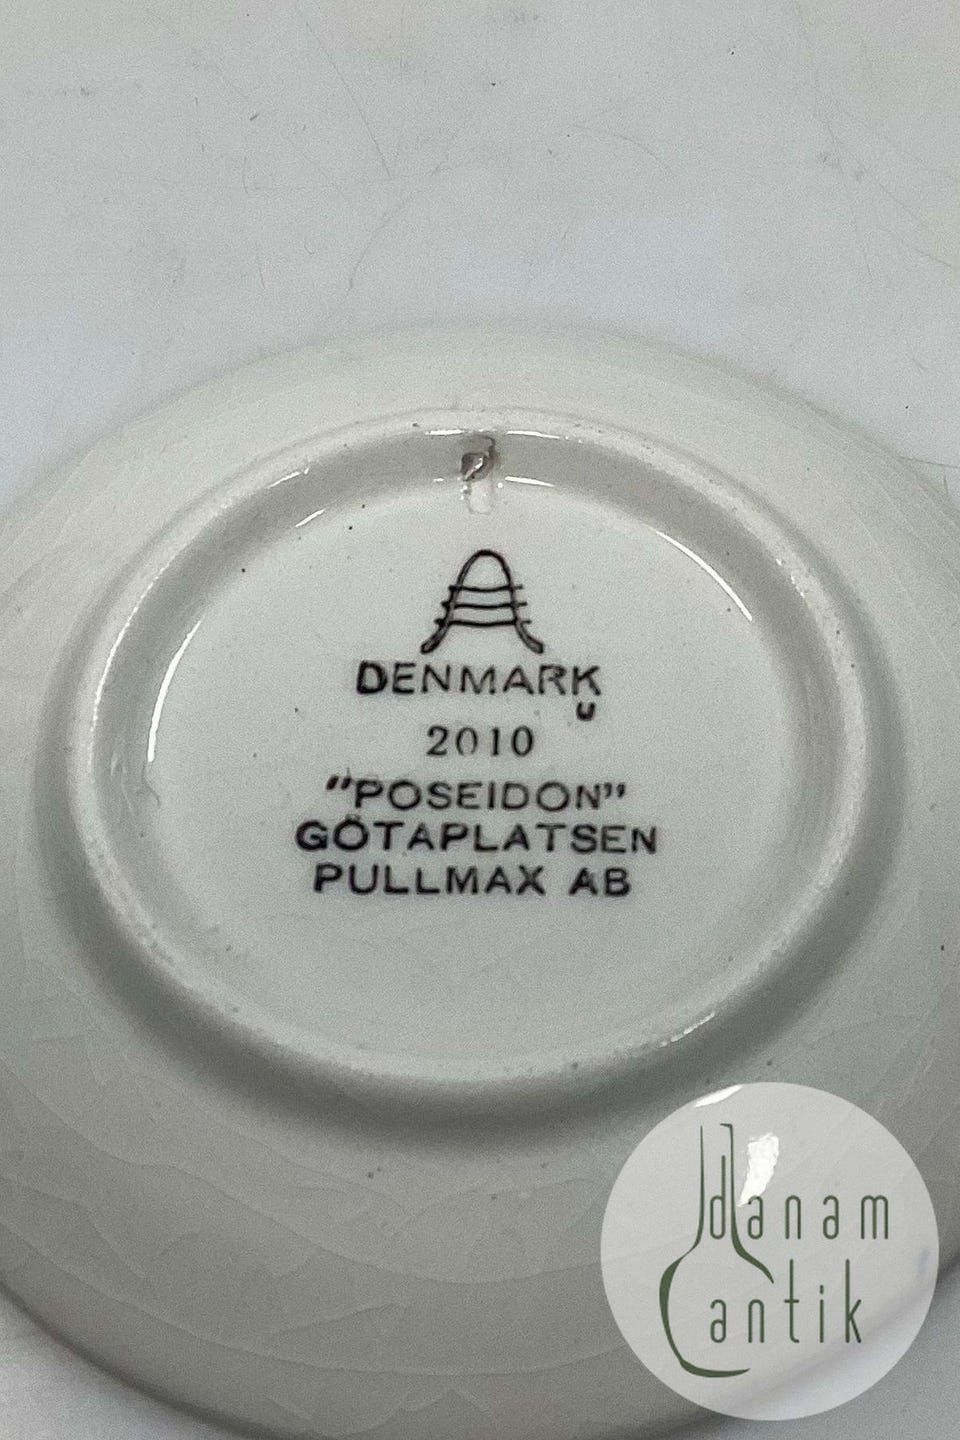 DENMARK
U
2010
"POSEIDON"
GÖTAPLATSEN
PULLMAX AB
danam
antik